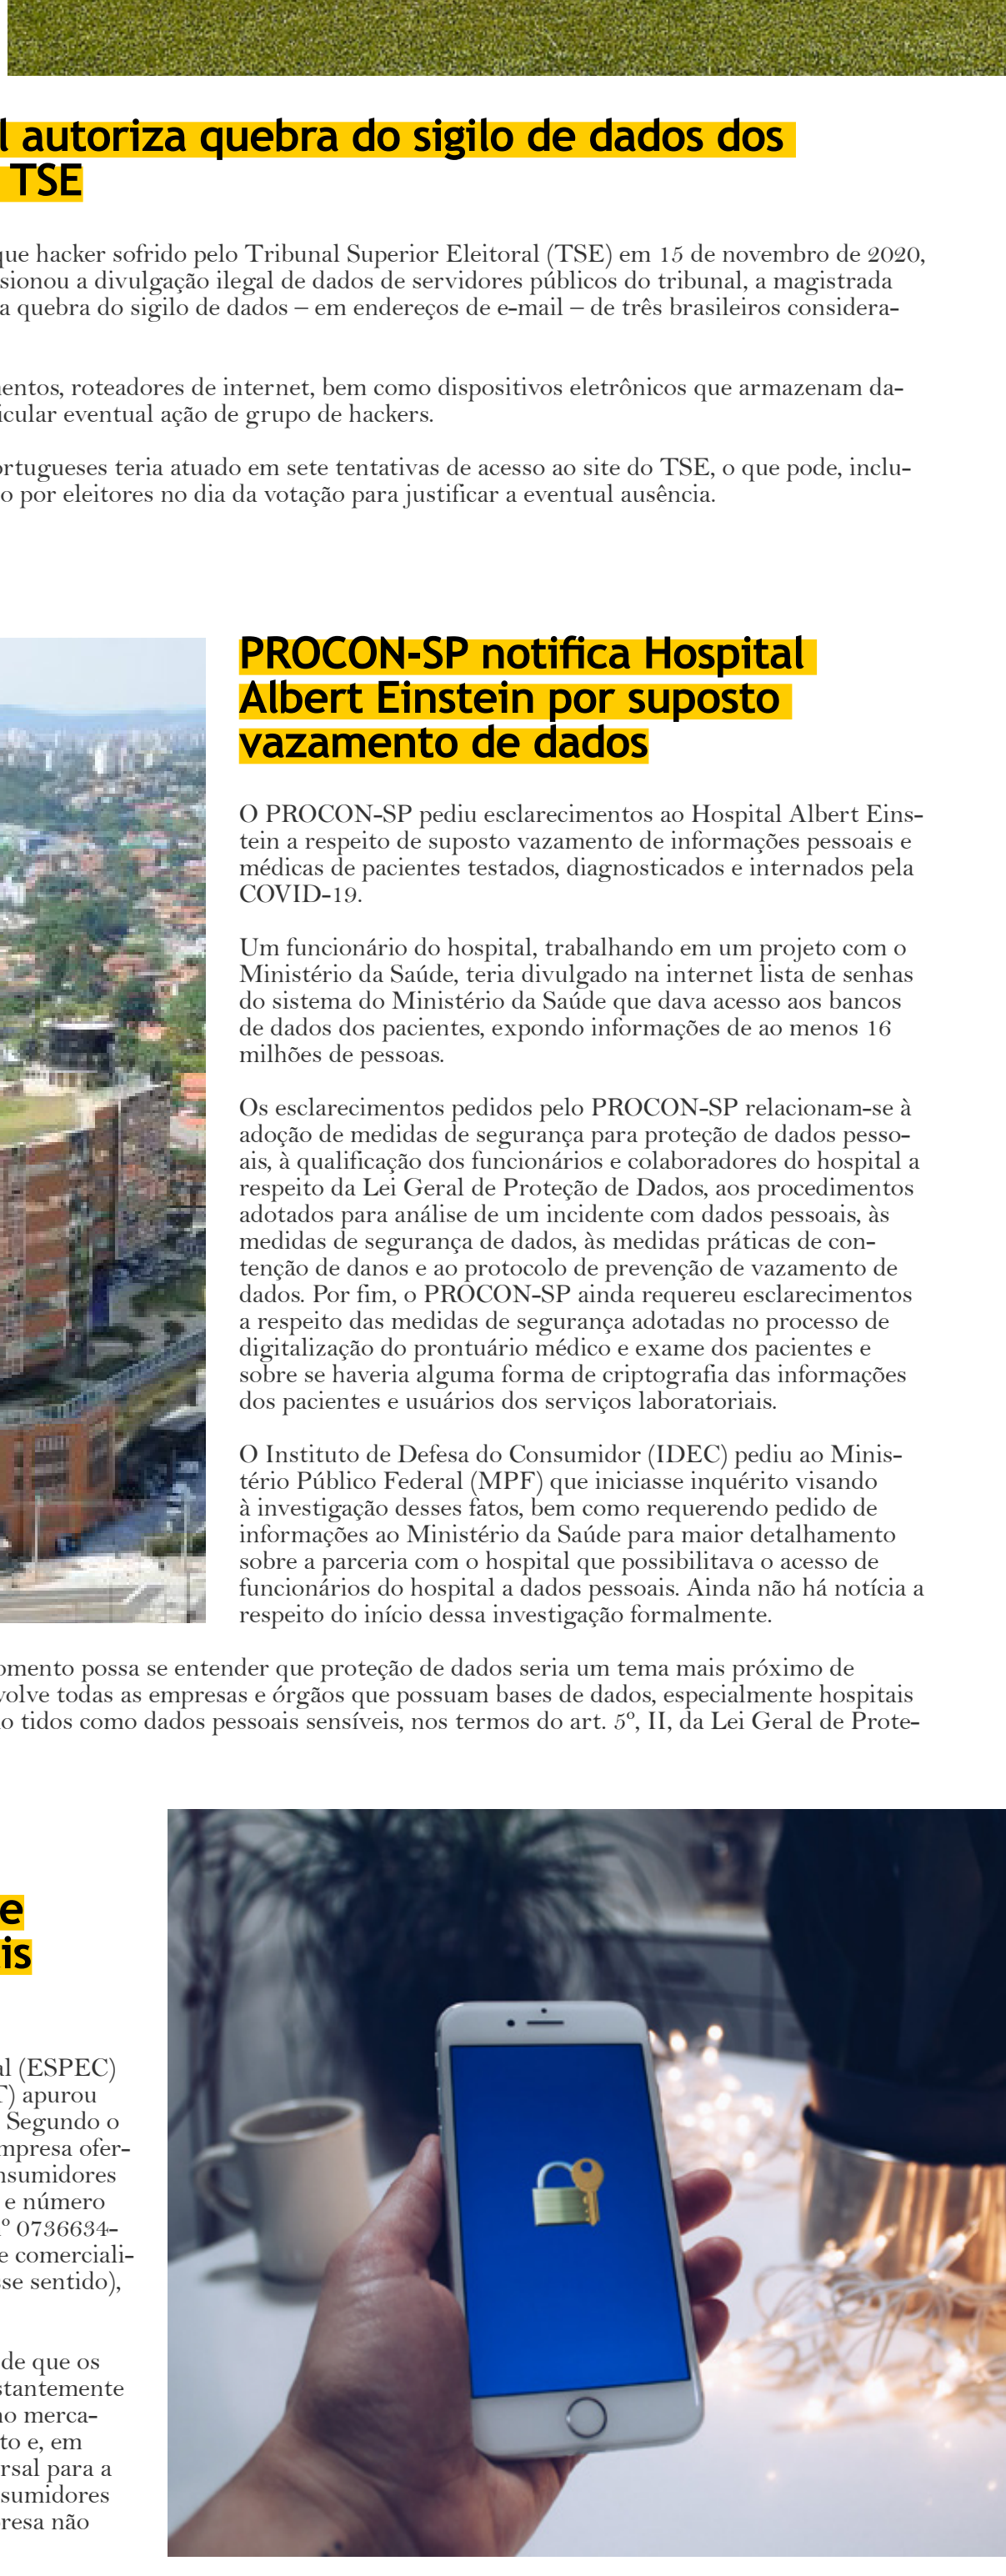 l autoriza quebra do sigilo de dados dos
TSE
que hacker sofrido pelo Tribunal Superior Eleitoral (TSE) em 15 de novembro de 2020,
sionou a divulgação ilegal de dados de servidores públicos do tribunal, a magistrada
a quebra do sigilo de dados – em endereços de e-mail – de três brasileiros considera-
entos, roteadores de internet, bem como dispositivos eletrônicos que armazenam da-
icular eventual ação de grupo de hackers.
ortugueses teria atuado em sete tentativas de acesso ao site do TSE, o que pode, inclu-
o por eleitores no dia da votação para justificar a eventual ausência.
PROCON-SP notifica Hospital
Albert Einstein por suposto
vazamento de dados
O PROCON-SP pediu esclarecimentos ao Hospital Albert Eins-
tein a respeito de suposto vazamento de informações pessoais e
médicas de pacientes testados, diagnosticados e internados pela
COVID-19.
Um funcionário do hospital, trabalhando em um projeto com o
Ministério da Saúde, teria divulgado na internet lista de senhas
do sistema do Ministério da Saúde que dava acesso aos bancos
de dados dos pacientes, expondo informações de ao menos 16
milhões de pessoas.
Os esclarecimentos pedidos pelo PROCON-SP relacionam-se à
adoção de medidas de segurança para proteção de dados pesso-
ais, à qualificação dos funcionários e colaboradores do hospital a
respeito da Lei Geral de Proteção de Dados, aos procedimentos
adotados para análise de um incidente com dados pessoais, às
medidas de segurança de dados, às medidas práticas de con-
tenção de danos e ao protocolo de prevenção de vazamento de
dados. Por fim, o PROCON-SP ainda requereu esclarecimentos
a respeito das medidas de segurança adotadas no processo de
digitalização do prontuário médico e exame dos pacientes e
sobre se haveria alguma forma de criptografia das informações
dos pacientes e usuários dos serviços laboratoriais.
O Instituto de Defesa do Consumidor (IDEC) pediu ao Minis-
tério Público Federal (MPF) que iniciasse inquérito visando
à investigação desses fatos, bem como requerendo pedido de
informações ao Ministério da Saúde para maior detalhamento
sobre a parceria com o hospital que possibilitava o acesso de
funcionários do hospital a dados pessoais. Ainda não há notícia a
respeito do início dessa investigação formalmente.
omento possa se entender que proteção de dados seria um tema mais próximo de
volve todas as empresas e órgãos que possuam bases de dados, especialmente hospitais
o tidos como dados pessoais sensíveis, nos termos do art. 5º, II, da Lei Geral de Prote-
e
is
al (ESPEC)
T) apurou
Segundo o
mpresa ofer-
nsumidores
e número
nº 0736634-
e comerciali-
sse sentido),
de que os
stantemente
no merca-
to e, em
rsal para a
sumidores
resa não